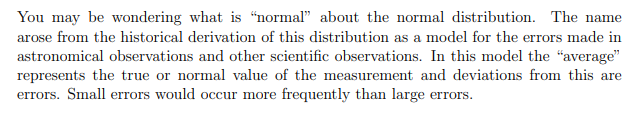 You may be wondering what is “normal” about the normal distribution. The name
arose from the historical derivation of this distribution as a model for the errors made in
astronomical observations and other scientific observations. In this model the “average”
represents the true or normal value of the measurement and deviations from this are
errors. Small errors would occur more frequently than large errors.